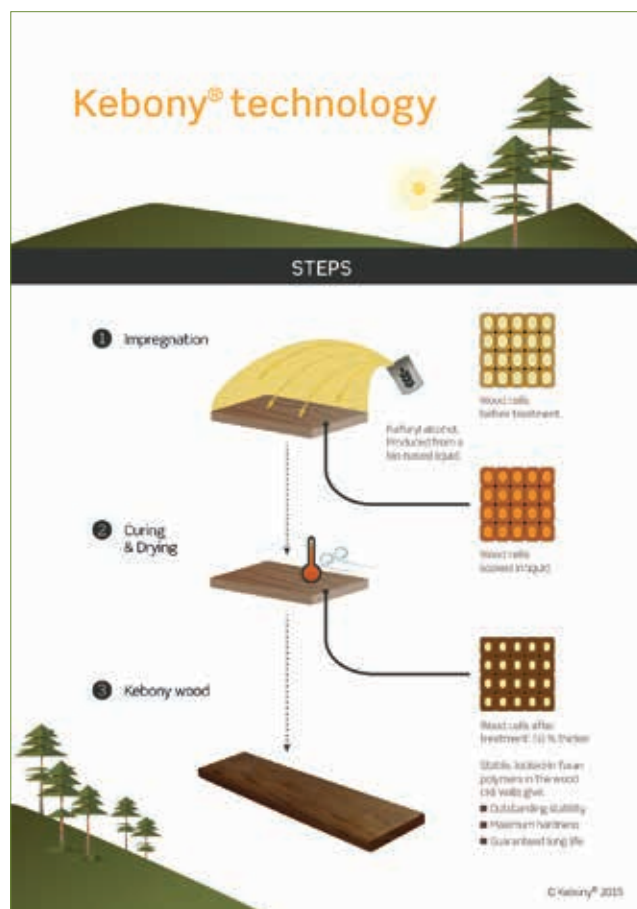 Kebony® technology
STEPS
1 Impregnation
Wood cells
before treatment.
Furfuryl alcohol.
Produced from a
bio-based liquid.
2 Curing
& Drying
Wood cells
soaked in liquid
3 Kebony wood
Wood cells after
treatment: % thicker
Stable, locked-in furan
polymers in the wood
cell walls give:
Outstanding stability
Maximum hardness
Guaranteed long life
© Kebony® 2015